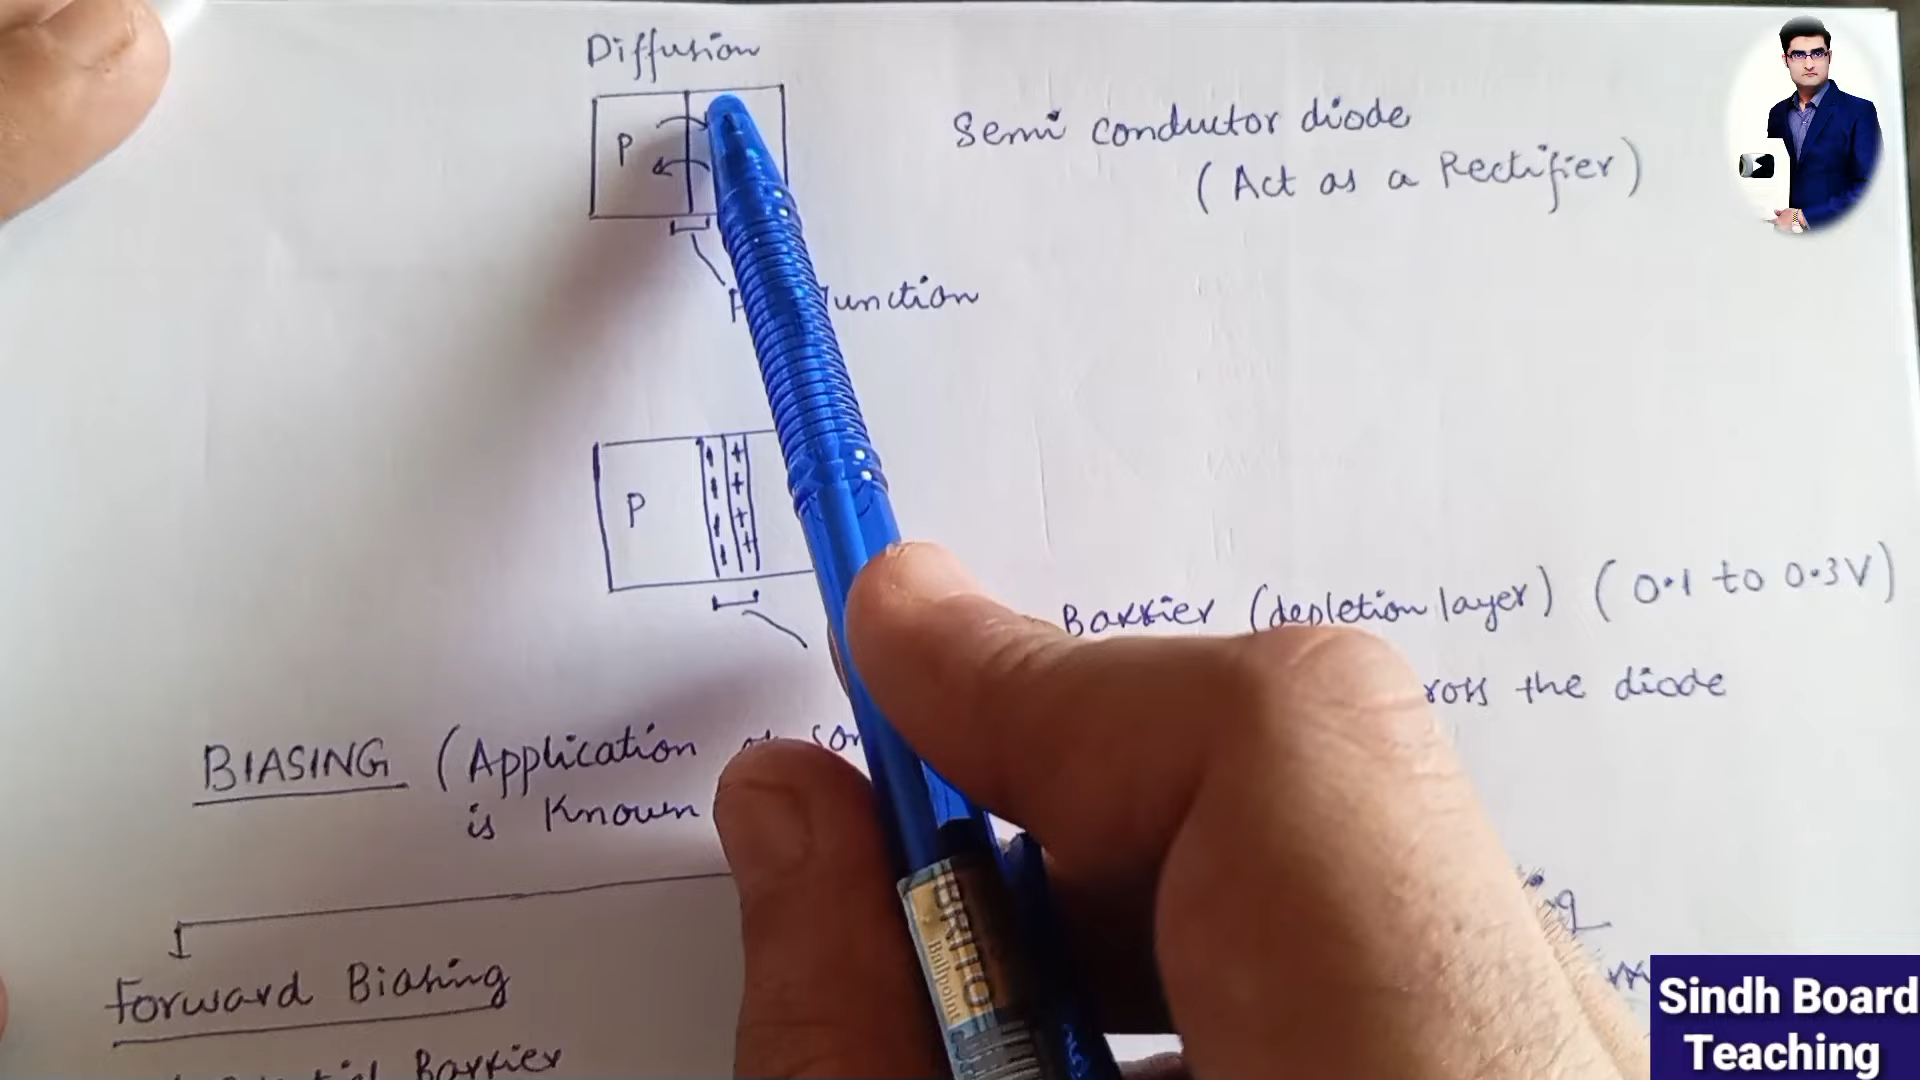 Diffusion
P
Semi conductor diode
(Act as a Rectifier)
Junction
P
+
+
+
+
Barrier (depletion layer) (0.1 to 0.3V)
the diode
BIASING (Application
is Known
Forward Biasing
Barrier
BRITO
Ballpoint
Sindh Board
Teaching